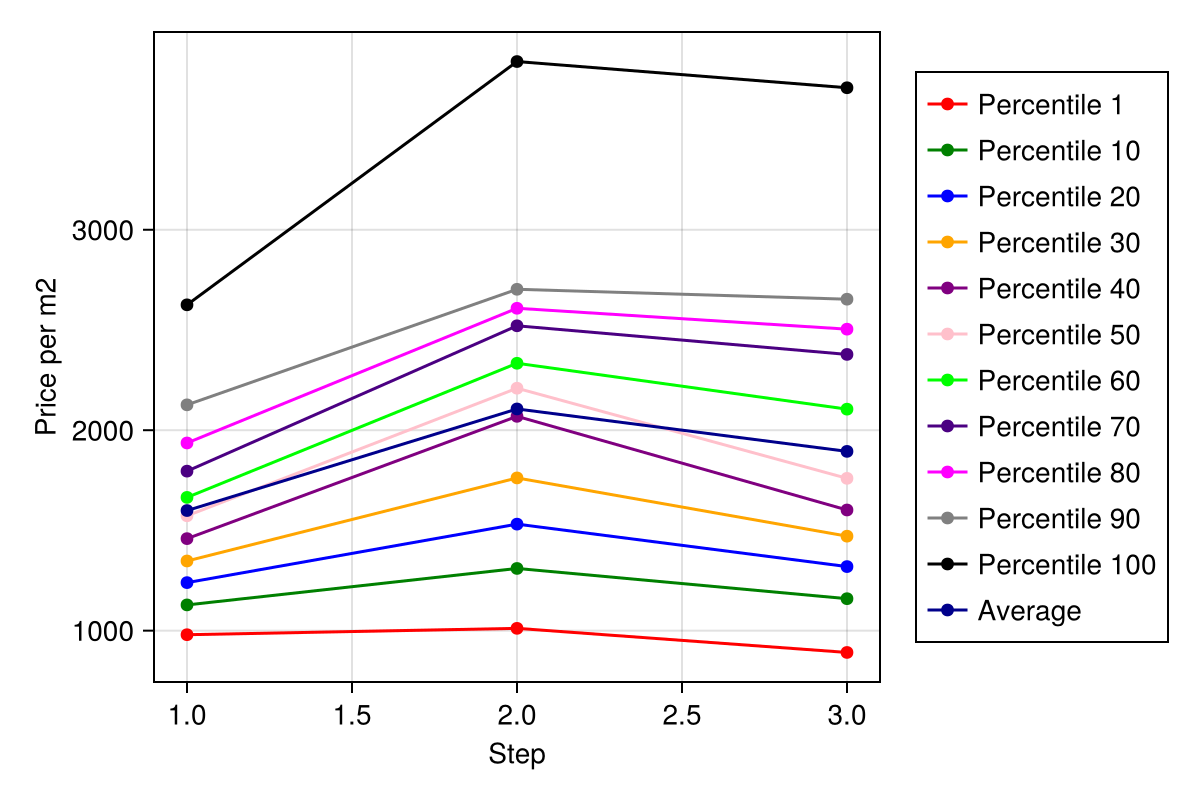 3000
2000
1000
Price per m2
1.0 1.5 2.0 2.5 3.0
Step
Percentile 1
Percentile 10
Percentile 20
Percentile 30
Percentile 40
Percentile 50
Percentile 60
Percentile 70
Percentile 80
Percentile 90
Percentile 100
Average